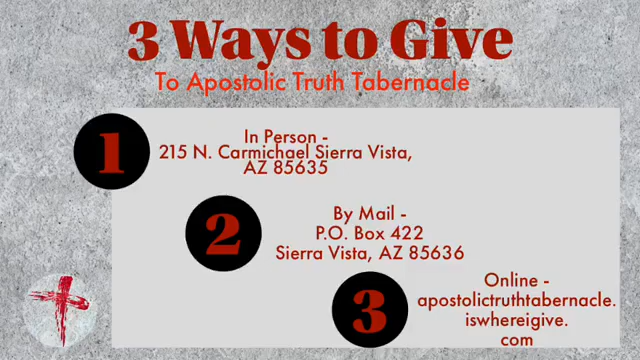 3 Ways to Give
To Apostolic Truth Tabernacle
1
In Person -
215 N. Carmichael Sierra Vista,
AZ 85635
2
By Mail -
P.O. Box 422
Sierra Vista, AZ 85636
3
Online -
apostolictruthtabernacle.
iswhereigive.
com